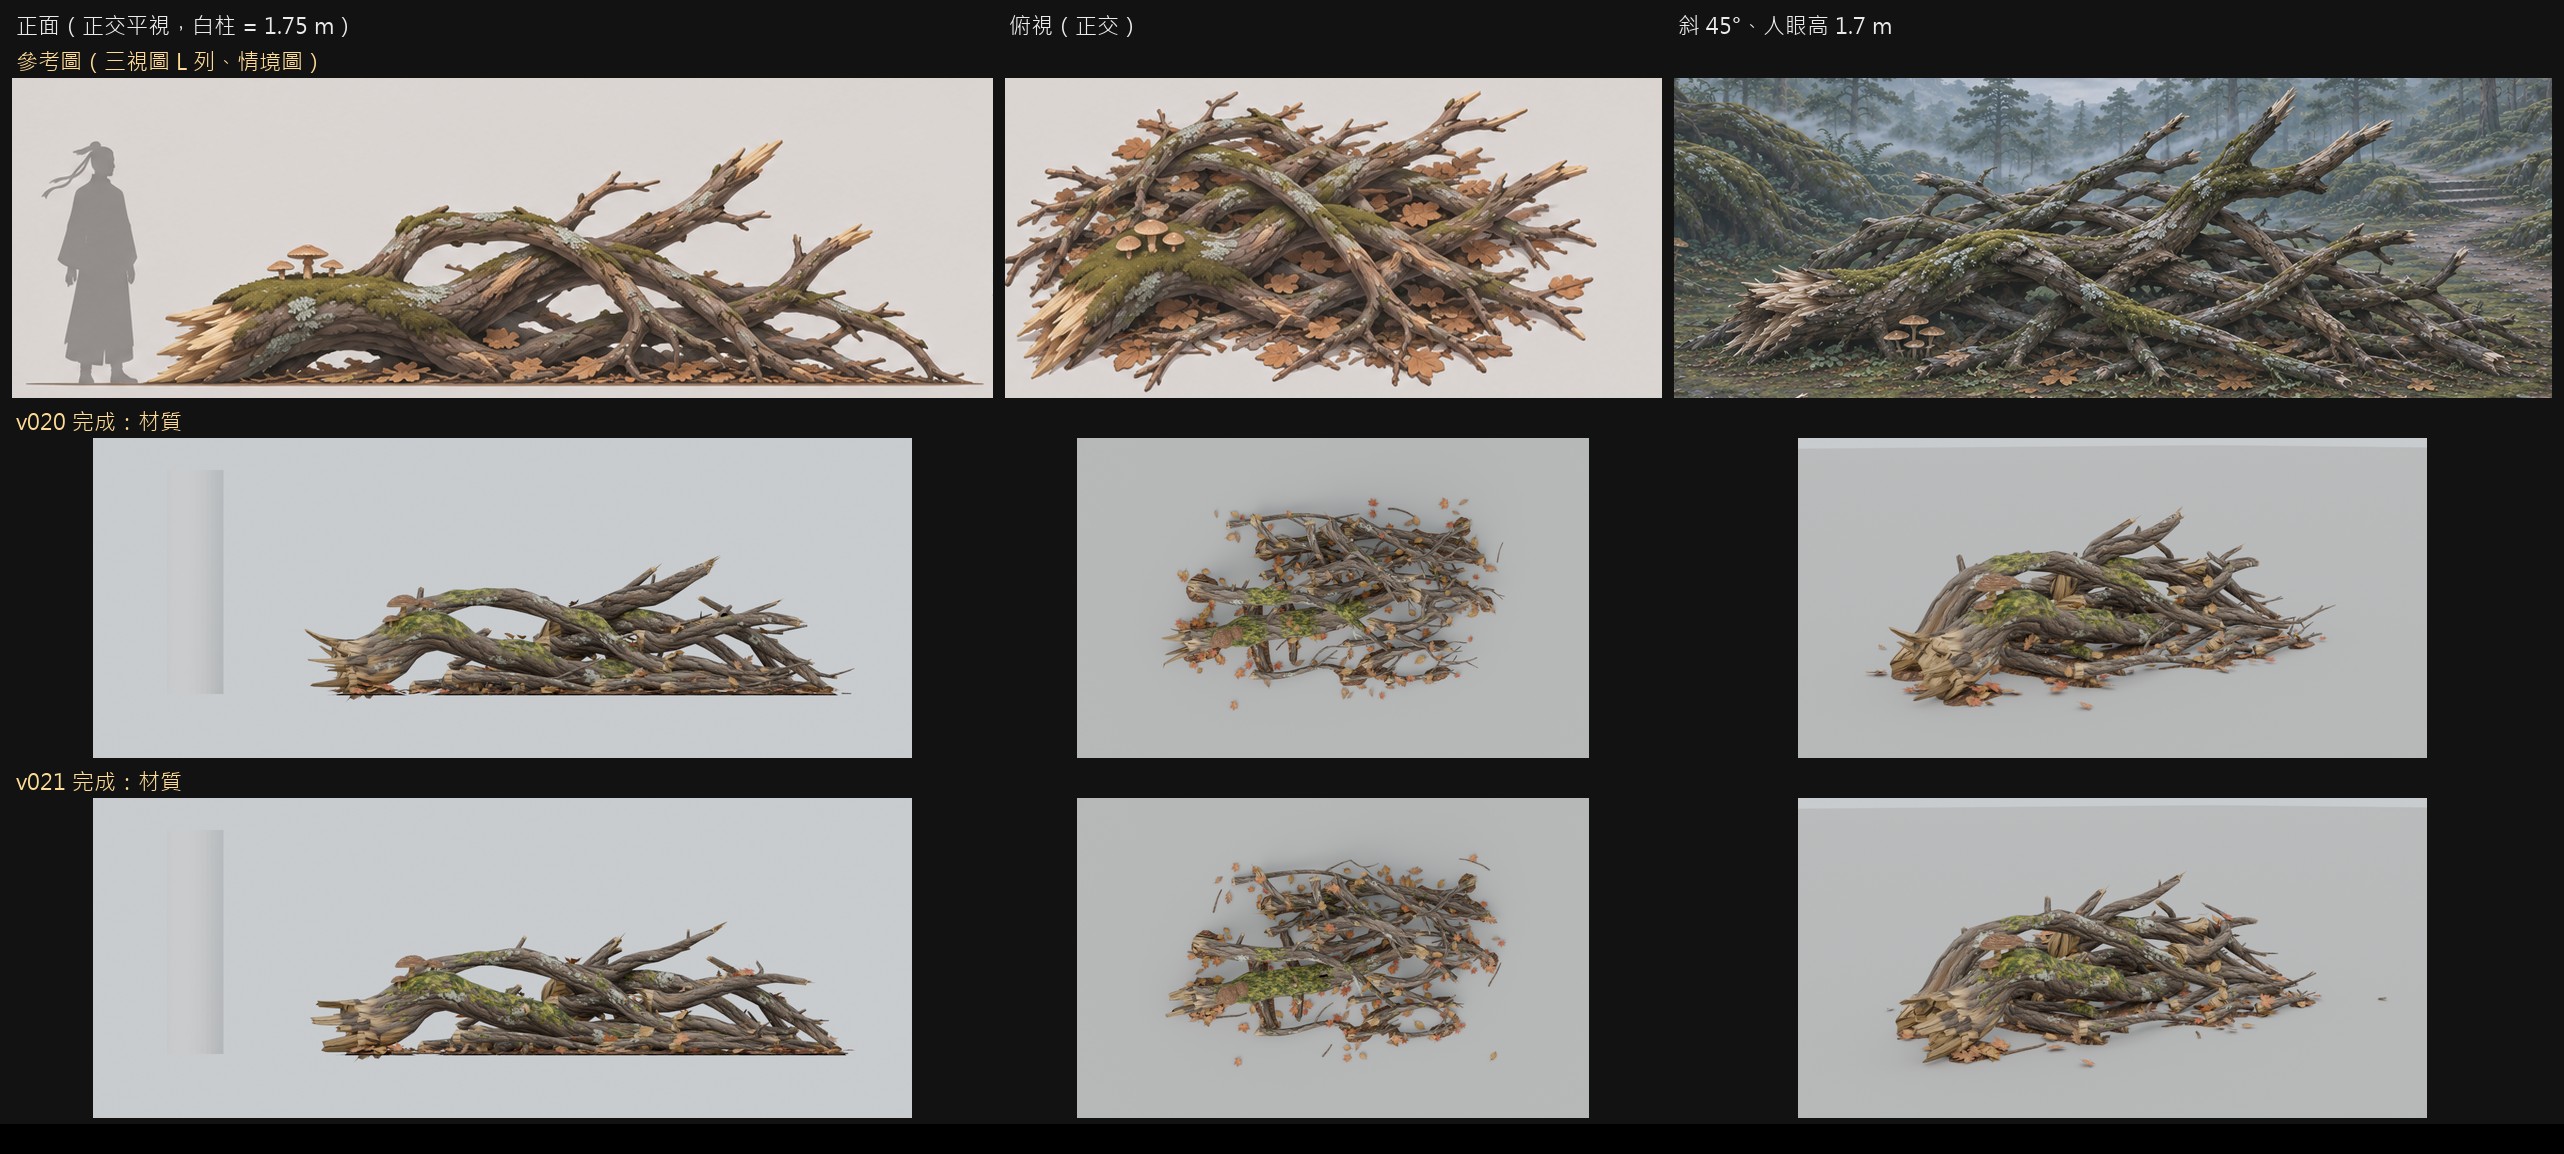 正面（正交平視，白柱 = 1.75 m）
俯視（正交）
斜 45°、人眼高 1.7 m
參考圖（三視圖 L 列、情境圖）
v020 完成：材質
v021 完成：材質